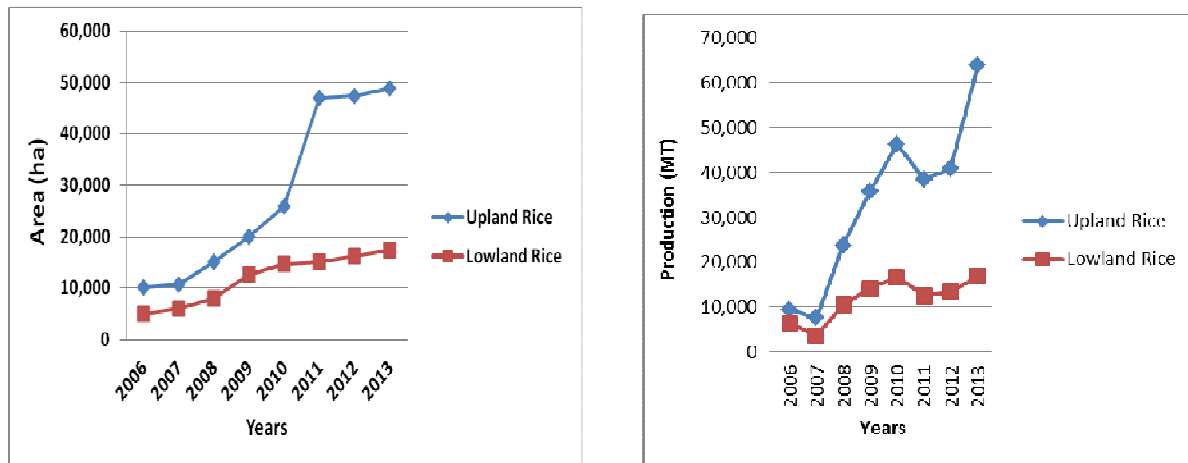 60,000
50,000
40,000
30,000
20,000
10,000
0
Area (ha)
2006 2007 2008 2009 2010 2011 2012 2013
Years
Upland Rice
Lowland Rice
70,000
60,000
50,000
40,000
30,000
20,000
10,000
0
Production (MT)
2006 2007 2008 2009 2010 2011 2012 2013
Years
Upland Rice
Lowland Rice